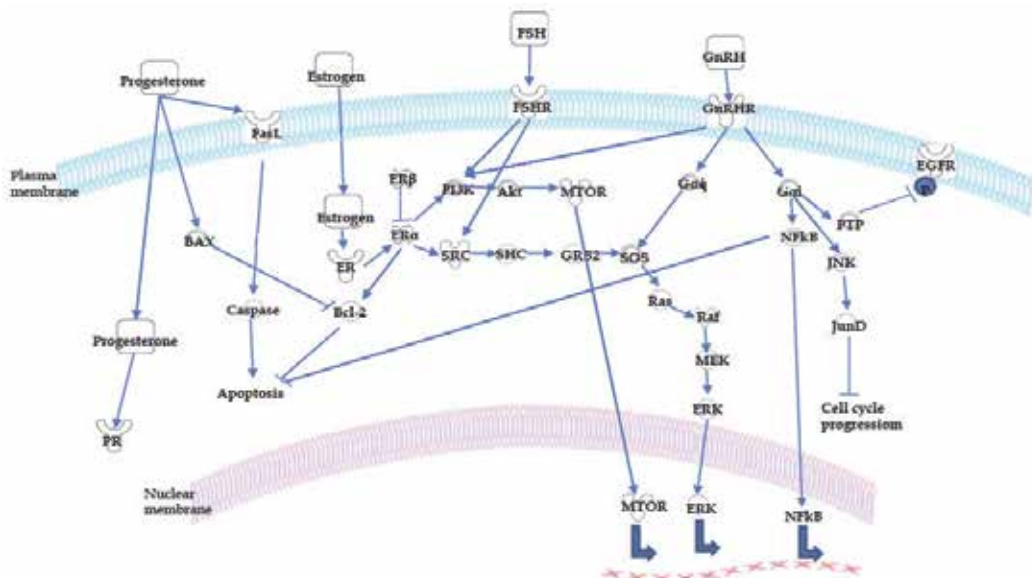 FSH
GnRH
Progesterone
Estrogen
FSHR
GnRHR
FasL
EGFR
Plasma
membrane
ERβ
PI3K
Akt
MTOR
Gαq
Gαi
P
Estrogen
PTP
BAX
ERα
NFkB
SRC
SHC
GRB2
SOS
ER
JNK
Ras
Caspase
Bcl-2
Raf
JunD
Progesterone
MEK
Apoptosis
ERK
Cell cycle
progression
PR
Nuclear
membrane
MTOR
ERK
NFkB